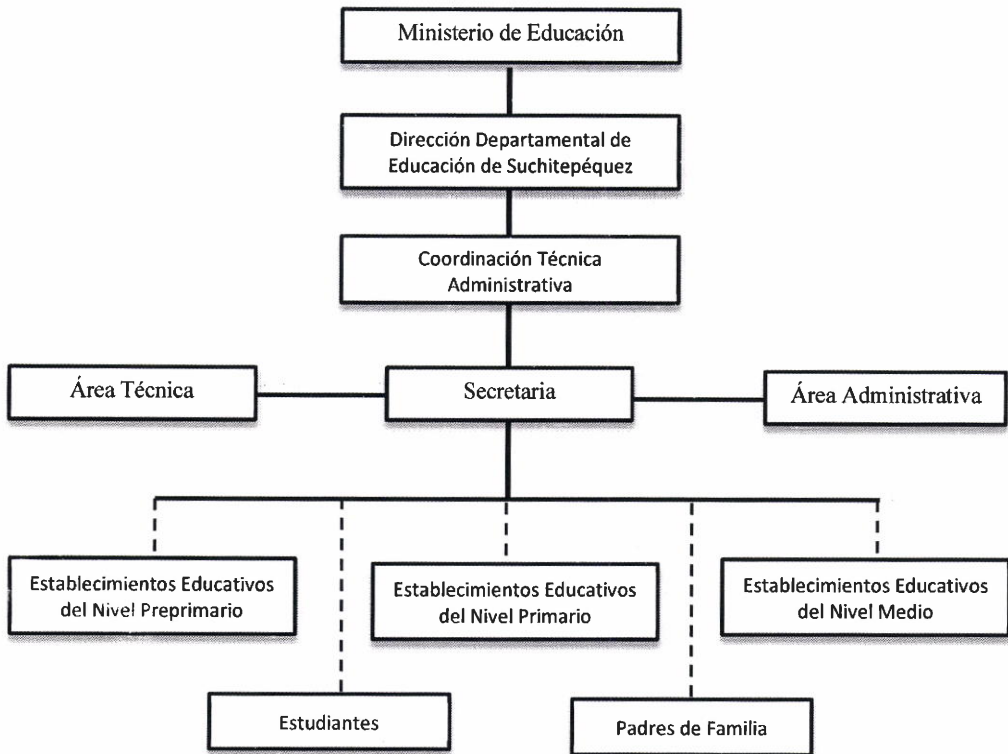 Ministerio de Educación
Dirección Departamental de
Educación de Suchitepéquez
Coordinación Técnica
Administrativa
Área Técnica
Secretaria
Área Administrativa
Establecimientos Educativos
del Nivel Preprimario
Establecimientos Educativos
del Nivel Primario
Establecimientos Educativos
del Nivel Medio
Estudiantes
Padres de Familia